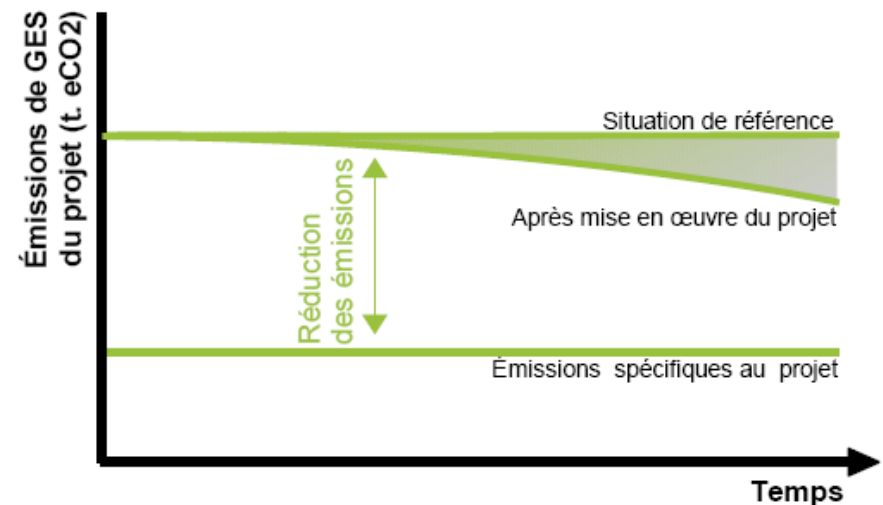 Émissions de GES
du projet (t. eCO2)
Situation de référence
Après mise en œuvre du projet
Réduction
des émissions
Émissions spécifiques au projet
Temps